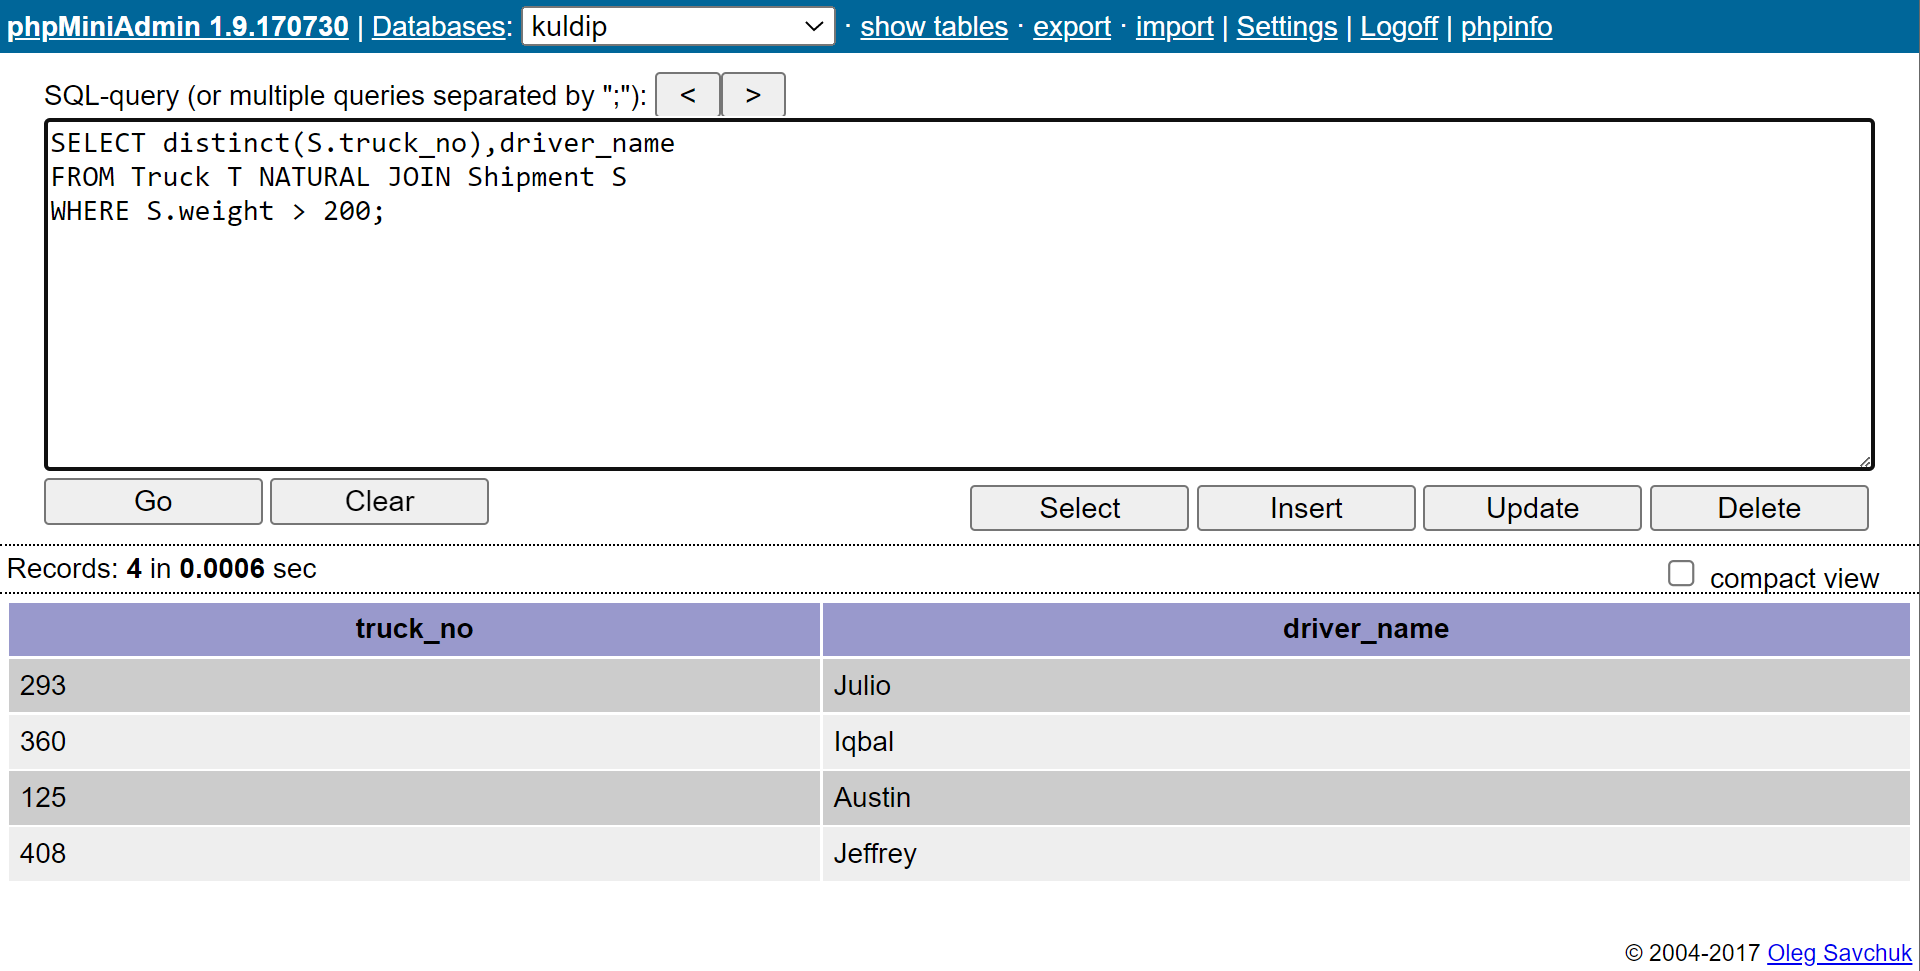 phpMiniAdmin 1.9.170730 | Databases: kuldip · show tables · export · import | Settings | Logoff | phpinfo
SQL-query (or multiple queries separated by ";"): < >
SELECT distinct(S.truck_no),driver_name
FROM Truck T NATURAL JOIN Shipment S
WHERE S.weight > 200;
Go Clear Select Insert Update Delete
Records: 4 in 0.0006 sec compact view
truck_no driver_name
293 Julio
360 Iqbal
125 Austin
408 Jeffrey
© 2004-2017 Oleg Savchuk